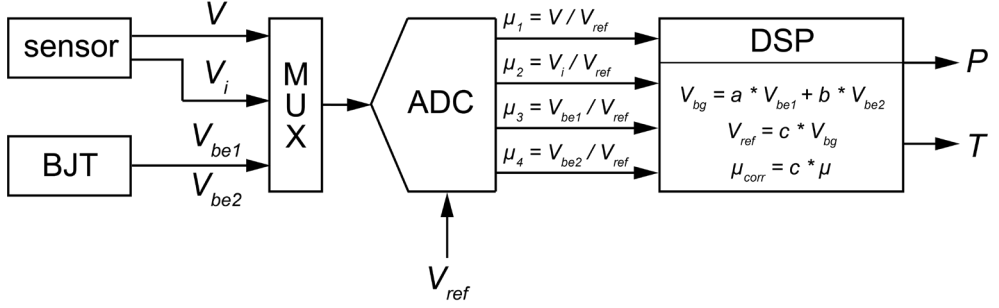 sensor
V
V_i
BJT
V_be1
V_be2
MUX
ADC
V_ref
μ_1 = V / V_ref
μ_2 = V_i / V_ref
μ_3 = V_be1 / V_ref
μ_4 = V_be2 / V_ref
DSP
V_bg = a * V_be1 + b * V_be2
V_ref = c * V_bg
μ_corr = c * μ
P
T